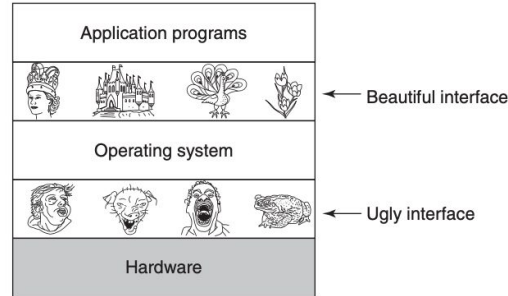 Application programs
Beautiful interface
Operating system
Ugly interface
Hardware